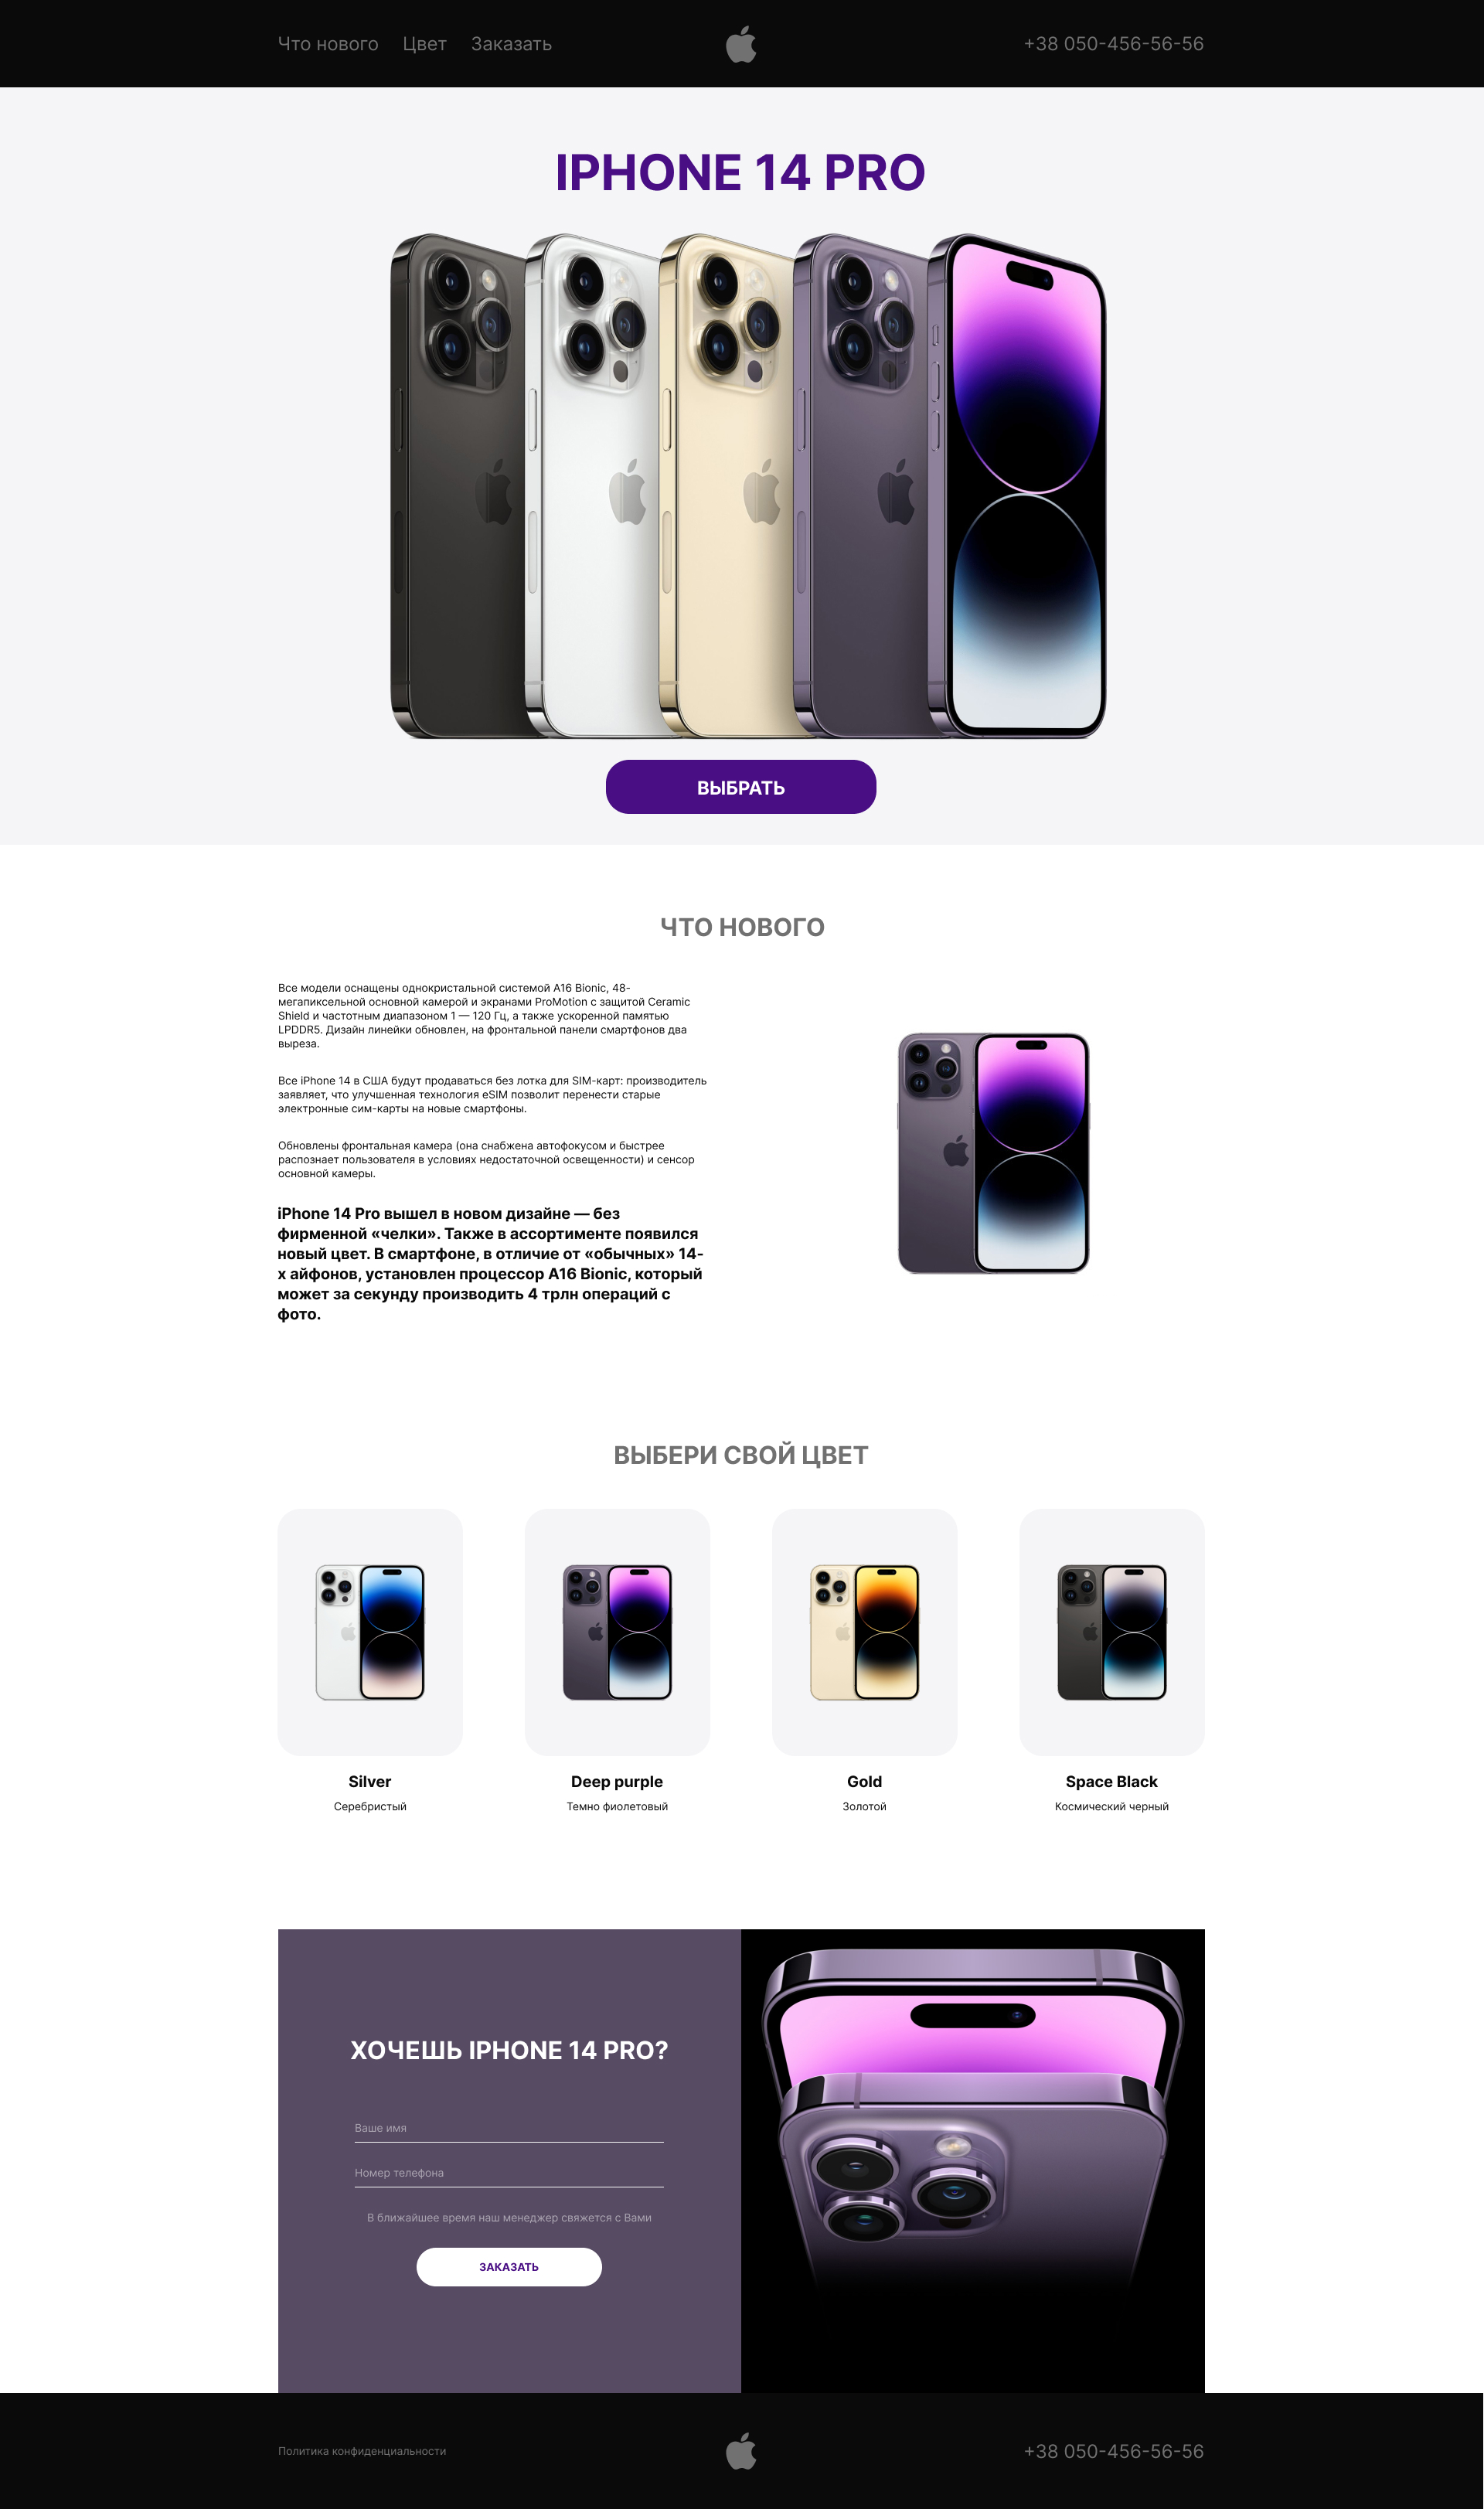 Что нового Цвет Заказать +38 050-456-56-56
IPHONE 14 PRO
ВЫБРАТЬ
ЧТО НОВОГО
Все модели оснащены однокристальной системой A16 Bionic, 48-
мегапиксельной основной камерой и экранами ProMotion с защитой Ceramic
Shield и частотным диапазоном 1 — 120 Гц, а также ускоренной памятью
LPDDR5. Дизайн линейки обновлен, на фронтальной панели смартфонов два
выреза.
Все iPhone 14 в США будут продаваться без лотка для SIM-карт: производитель
заявляет, что улучшенная технология eSIM позволит перенести старые
электронные сим-карты на новые смартфоны.
Обновлены фронтальная камера (она снабжена автофокусом и быстрее
распознает пользователя в условиях недостаточной освещенности) и сенсор
основной камеры.
iPhone 14 Pro вышел в новом дизайне — без
фирменной «челки». Также в ассортименте появился
новый цвет. В смартфоне, в отличие от «обычных» 14-
х айфонов, установлен процессор A16 Bionic, который
может за секунду производить 4 трлн операций с
фото.
ВЫБЕРИ СВОЙ ЦВЕТ
Silver
Серебристый
Deep purple
Темно фиолетовый
Gold
Золотой
Space Black
Космический черный
ХОЧЕШЬ IPHONE 14 PRO?
Ваше имя
Номер телефона
В ближайшее время наш менеджер свяжется с Вами
ЗАКАЗАТЬ
Политика конфиденциальности +38 050-456-56-56